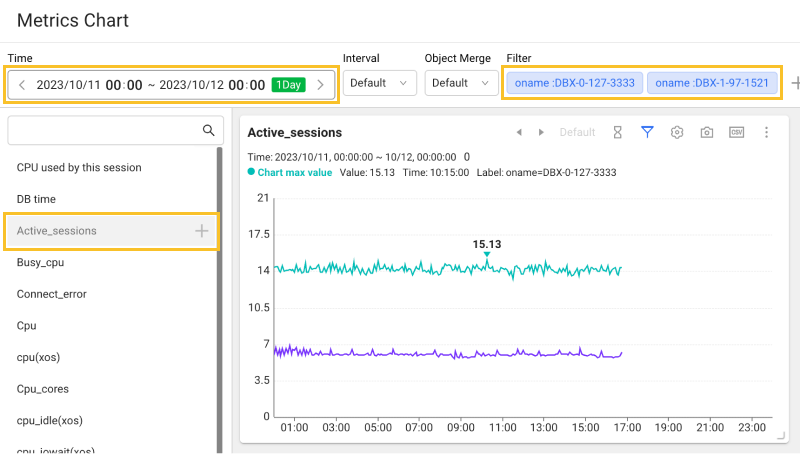 Metrics Chart
Time
Interval
Object Merge
Filter
2023/10/11 00:00 ~ 2023/10/12 00:00 1Day
Default
Default
oname :DBX-0-127-3333
oname :DBX-1-97-1521
CPU used by this session
DB time
Active_sessions
Busy_cpu
Connect_error
Cpu
cpu(xos)
Cpu_cores
cpu_idle(xos)
cpu_iowait(xos)
Active_sessions
Default
CSV
Time: 2023/10/11, 00:00:00 ~ 10/12, 00:00:00 0
Chart max value Value: 15.13 Time: 10:15:00 Label: oname=DBX-0-127-3333
21
17.5
14
10.5
7
3.5
0
15.13
01:00 03:00 05:00 07:00 09:00 11:00 13:00 15:00 17:00 19:00 21:00 23:00